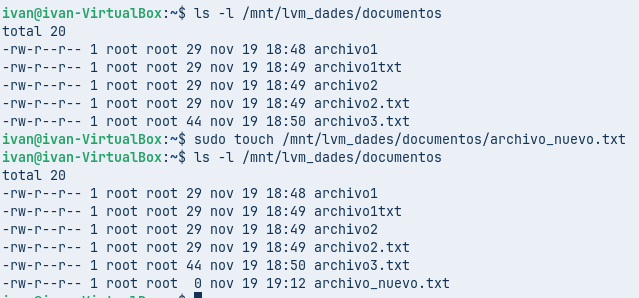 ivan@ivan-VirtualBox:~$ ls -l /mnt/lvm_dades/documentos
total 20
-rw-r--r-- 1 root root 29 nov 19 18:48 archivo1
-rw-r--r-- 1 root root 29 nov 19 18:49 archivo1txt
-rw-r--r-- 1 root root 29 nov 19 18:49 archivo2
-rw-r--r-- 1 root root 29 nov 19 18:49 archivo2.txt
-rw-r--r-- 1 root root 44 nov 19 18:50 archivo3.txt
ivan@ivan-VirtualBox:~$ sudo touch /mnt/lvm_dades/documentos/archivo_nuevo.txt
ivan@ivan-VirtualBox:~$ ls -l /mnt/lvm_dades/documentos
total 20
-rw-r--r-- 1 root root 29 nov 19 18:48 archivo1
-rw-r--r-- 1 root root 29 nov 19 18:49 archivo1txt
-rw-r--r-- 1 root root 29 nov 19 18:49 archivo2
-rw-r--r-- 1 root root 29 nov 19 18:49 archivo2.txt
-rw-r--r-- 1 root root 44 nov 19 18:50 archivo3.txt
-rw-r--r-- 1 root root  0 nov 19 19:12 archivo_nuevo.txt